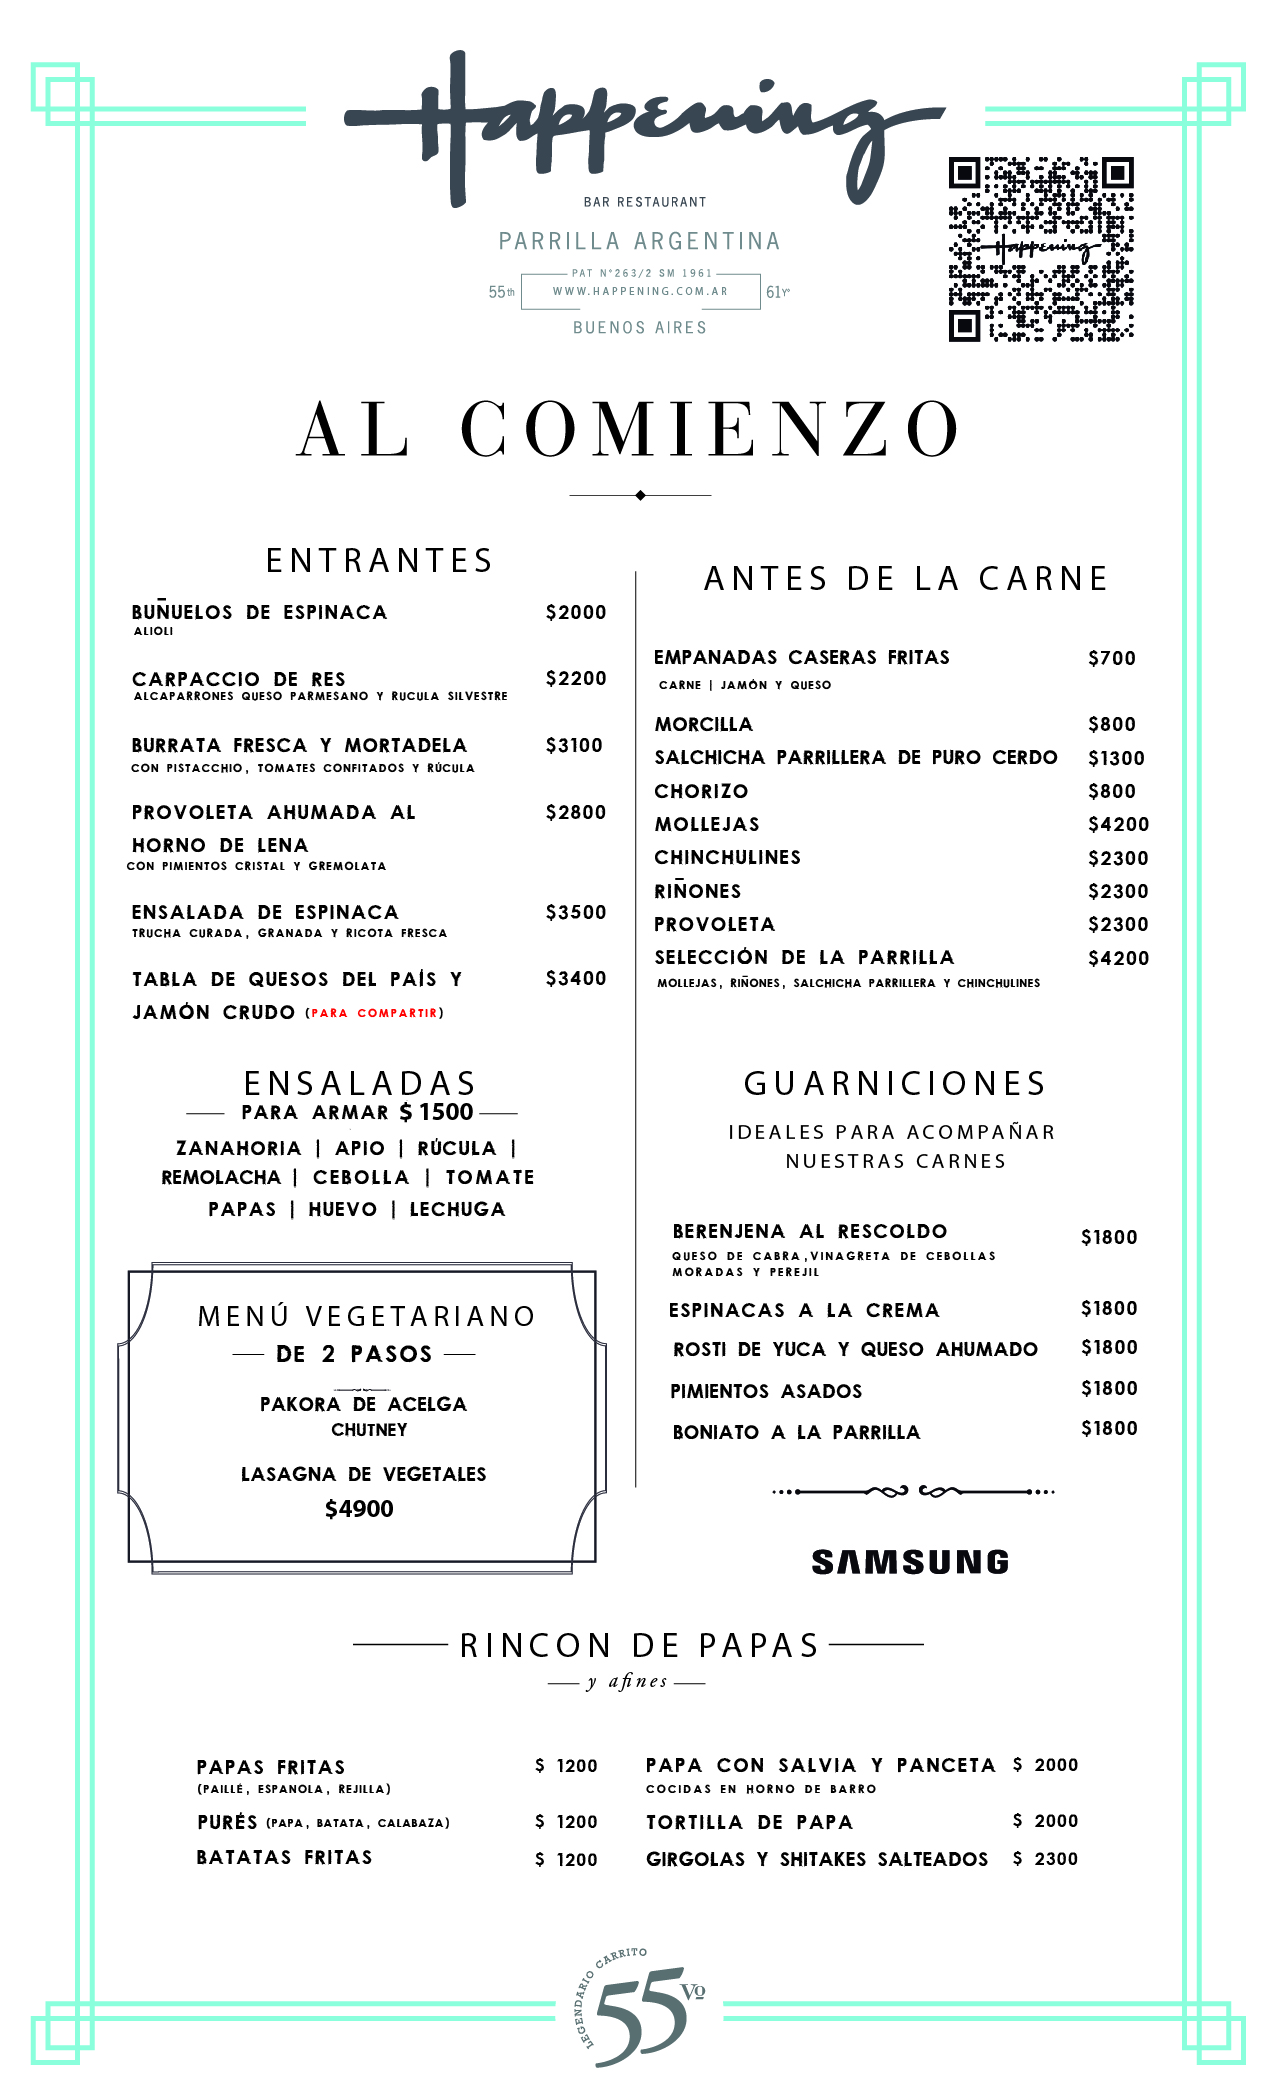 Happening
BAR RESTAURANT
PARRILLA ARGENTINA
PAT N°263/2 SM 1961
55th WWW.HAPPENING.COM.AR 61Yº
BUENOS AIRES
Happening
AL COMIENZO
ENTRANTES
BUÑUELOS DE ESPINACA $2000
ALIOLI
CARPACCIO DE RES $2200
ALCAPARRONES QUESO PARMESANO Y RUCULA SILVESTRE
BURRATA FRESCA Y MORTADELA $3100
CON PISTACCHIO, TOMATES CONFITADOS Y RÚCULA
PROVOLETA AHUMADA AL $2800
HORNO DE LENA
CON PIMIENTOS CRISTAL Y GREMOLATA
ENSALADA DE ESPINACA $3500
TRUCHA CURADA, GRANADA Y RICOTA FRESCA
TABLA DE QUESOS DEL PAÍS Y $3400
JAMÓN CRUDO (PARA COMPARTIR)
ANTES DE LA CARNE
EMPANADAS CASERAS FRITAS $700
CARNE | JAMÓN Y QUESO
MORCILLA $800
SALCHICHA PARRILLERA DE PURO CERDO $1300
CHORIZO $800
MOLLEJAS $4200
CHINCHULINES $2300
RIÑONES $2300
PROVOLETA $2300
SELECCIÓN DE LA PARRILLA $4200
MOLLEJAS, RIÑONES, SALCHICHA PARRILLERA Y CHINCHULINES
ENSALADAS
PARA ARMAR $ 1500
ZANAHORIA | APIO | RÚCULA |
REMOLACHA | CEBOLLA | TOMATE
PAPAS | HUEVO | LECHUGA
MENÚ VEGETARIANO
DE 2 PASOS
PAKORA DE ACELGA
CHUTNEY
LASAGNA DE VEGETALES
$4900
GUARNICIONES
IDEALES PARA ACOMPAÑAR
NUESTRAS CARNES
BERENJENA AL RESCOLDO $1800
QUESO DE CABRA,VINAGRETA DE CEBOLLAS
MORADAS Y PEREJIL
ESPINACAS A LA CREMA $1800
ROSTI DE YUCA Y QUESO AHUMADO $1800
PIMIENTOS ASADOS $1800
BONIATO A LA PARRILLA $1800
SAMSUNG
RINCON DE PAPAS
y afines
PAPAS FRITAS $ 1200
(PAILLÉ, ESPANOLA, REJILLA)
PURÉS (PAPA, BATATA, CALABAZA) $ 1200
BATATAS FRITAS $ 1200
PAPA CON SALVIA Y PANCETA $ 2000
COCIDAS EN HORNO DE BARRO
TORTILLA DE PAPA $ 2000
GIRGOLAS Y SHITAKES SALTEADOS $ 2300
LEGENDARIO CARRITO
55 Vº